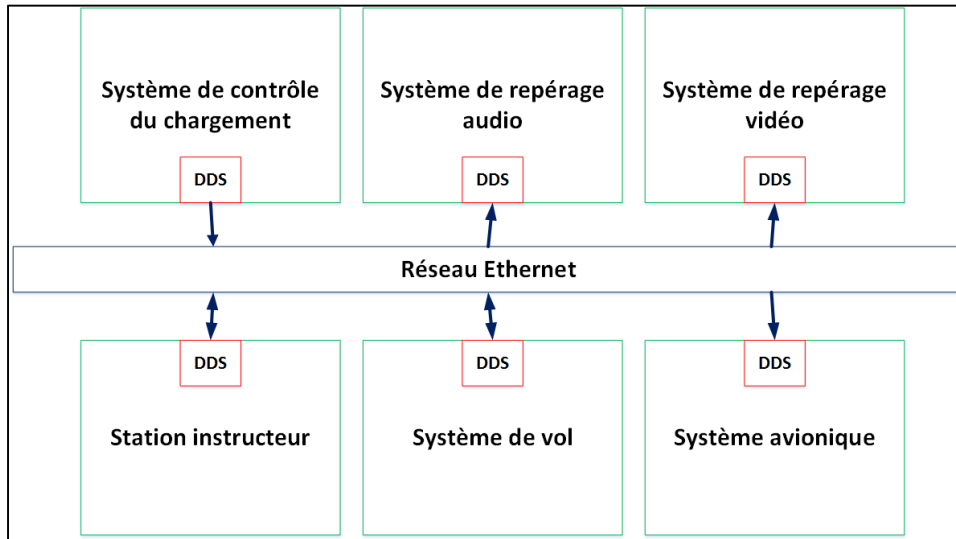 Système de contrôle
du chargement
DDS
Système de repérage
audio
DDS
Système de repérage
vidéo
DDS
Réseau Ethernet
DDS
Station instructeur
DDS
Système de vol
DDS
Système avionique